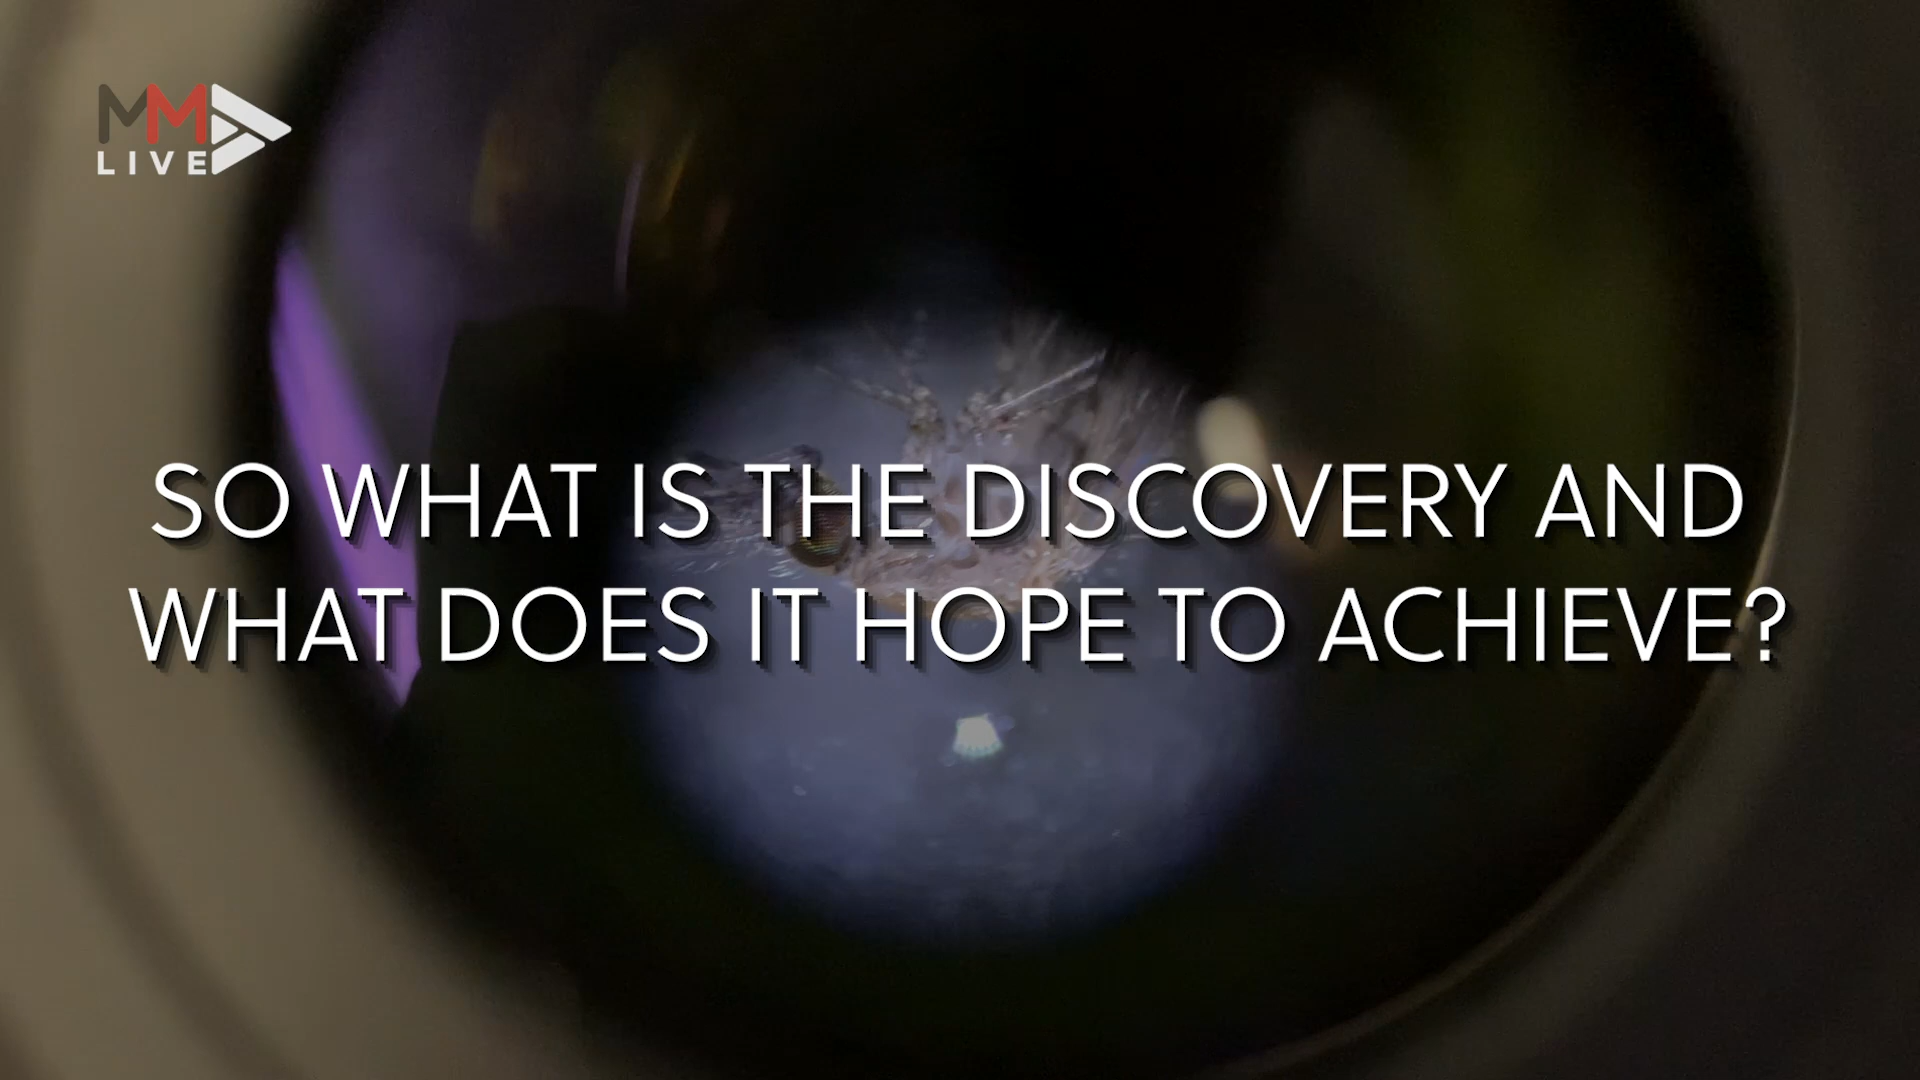 MM
LIVE
SO WHAT IS THE DISCOVERY AND
WHAT DOES IT HOPE TO ACHIEVE?